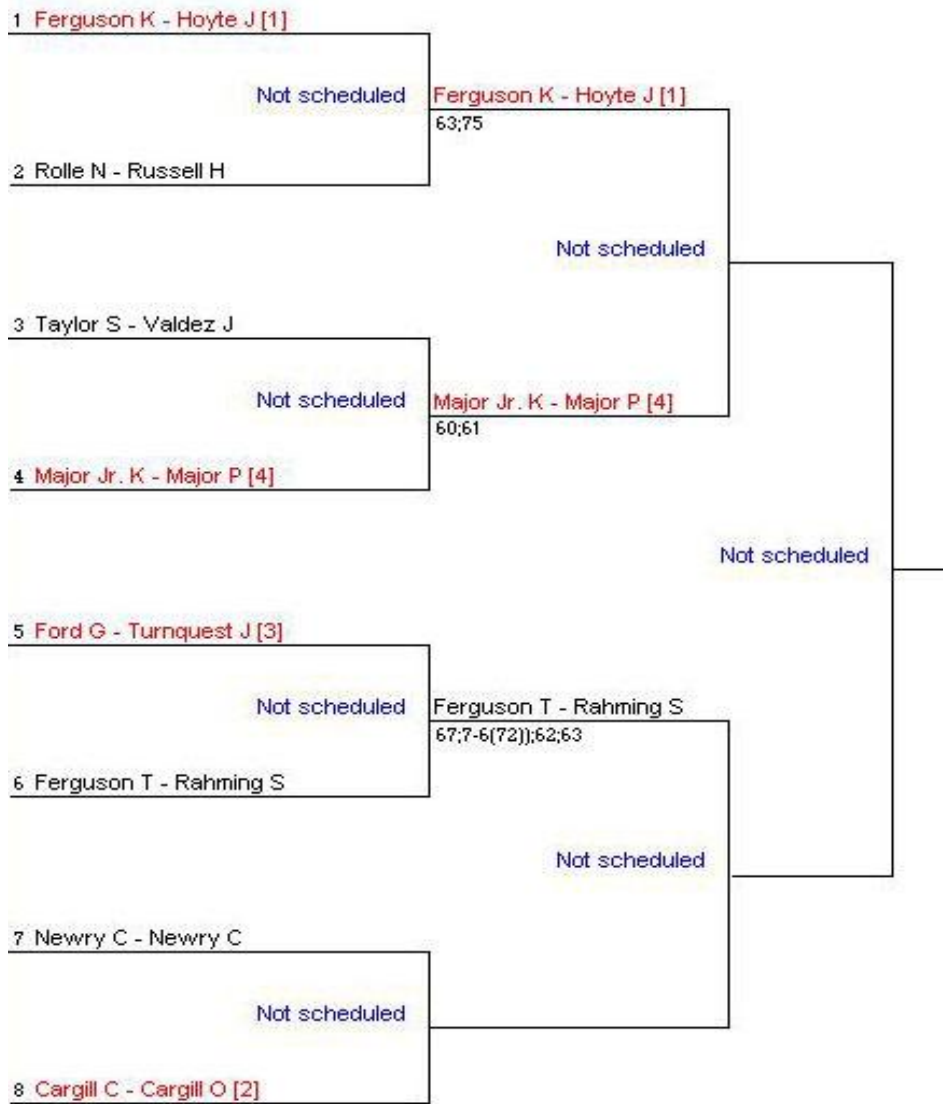 1 Ferguson K - Hoyte J [1]
Not scheduled
Ferguson K - Hoyte J [1]
63;75
2 Rolle N - Russell H
Not scheduled
3 Taylor S - Valdez J
Not scheduled
Major Jr. K - Major P [4]
60;61
4 Major Jr. K - Major P [4]
Not scheduled
5 Ford G - Turnquest J [3]
Not scheduled
Ferguson T - Rahming S
67;7-6(72));62;63
6 Ferguson T - Rahming S
Not scheduled
7 Newry C - Newry C
Not scheduled
8 Cargill C - Cargill O [2]